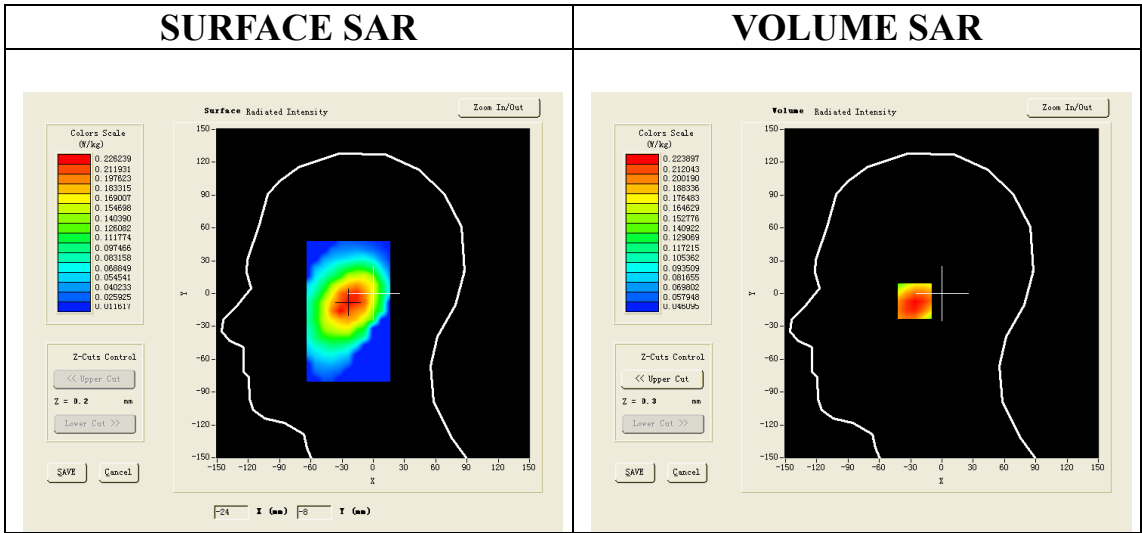 SURFACE SAR
VOLUME SAR
Surface Radiated Intensity
Zoom In/Out
Colors Scale
(W/kg)
0.226239
0.211931
0.197623
0.183315
0.169007
0.154698
0.140390
0.126082
0.111774
0.097466
0.083158
0.068849
0.054541
0.040233
0.025925
0.011617
150
120
90
60
30
0
-30
-60
-90
-120
-150
Y
-150 -120 -90 -60 -30 0 30 60 90 120 150
X
Z-Cuts Control
<< Upper Cut
Z = 0.2 mm
Lower Cut >>
SAVE Cancel
-24 X (mm) -8 Y (mm)
Volume Radiated Intensity
Zoom In/Out
Colors Scale
(W/kg)
0.223897
0.212043
0.200190
0.188336
0.176483
0.164629
0.152776
0.140922
0.129069
0.117215
0.105362
0.093509
0.081655
0.069802
0.057948
0.046095
150
120
90
60
30
0
-30
-60
-90
-120
-150
Y
-150 -120 -90 -60 -30 0 30 60 90 120 150
X
Z-Cuts Control
<< Upper Cut
Z = 0.3 mm
Lower Cut >>
SAVE Cancel